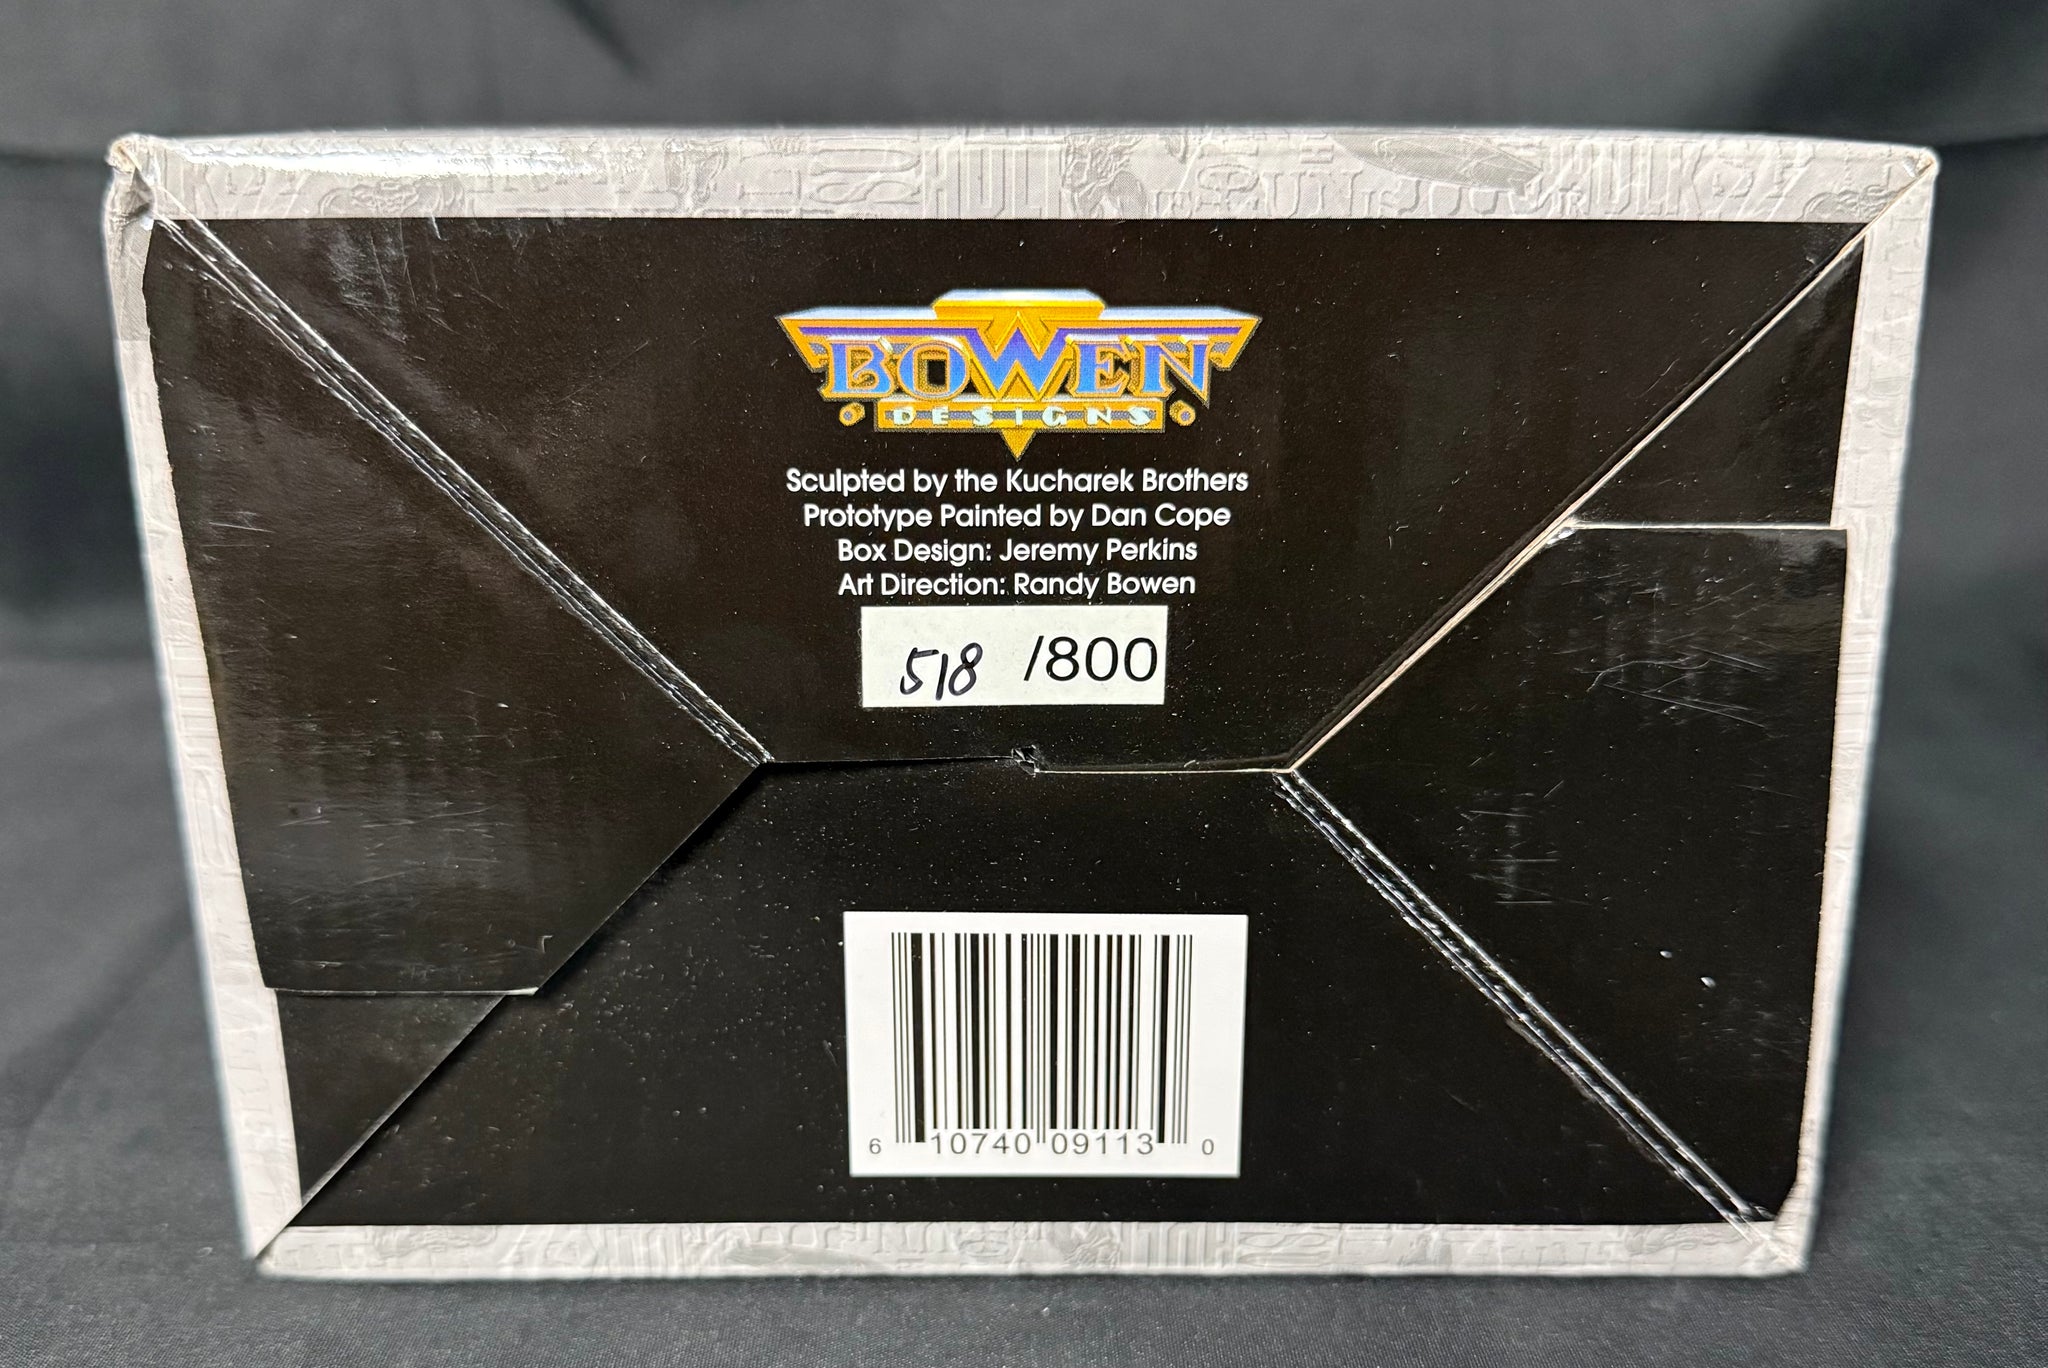 BOWEN
DESIGNS
Sculpted by the Kucharek Brothers
Prototype Painted by Dan Cope
Box Design: Jeremy Perkins
Art Direction: Randy Bowen
518 /800
6 10740 09113 0